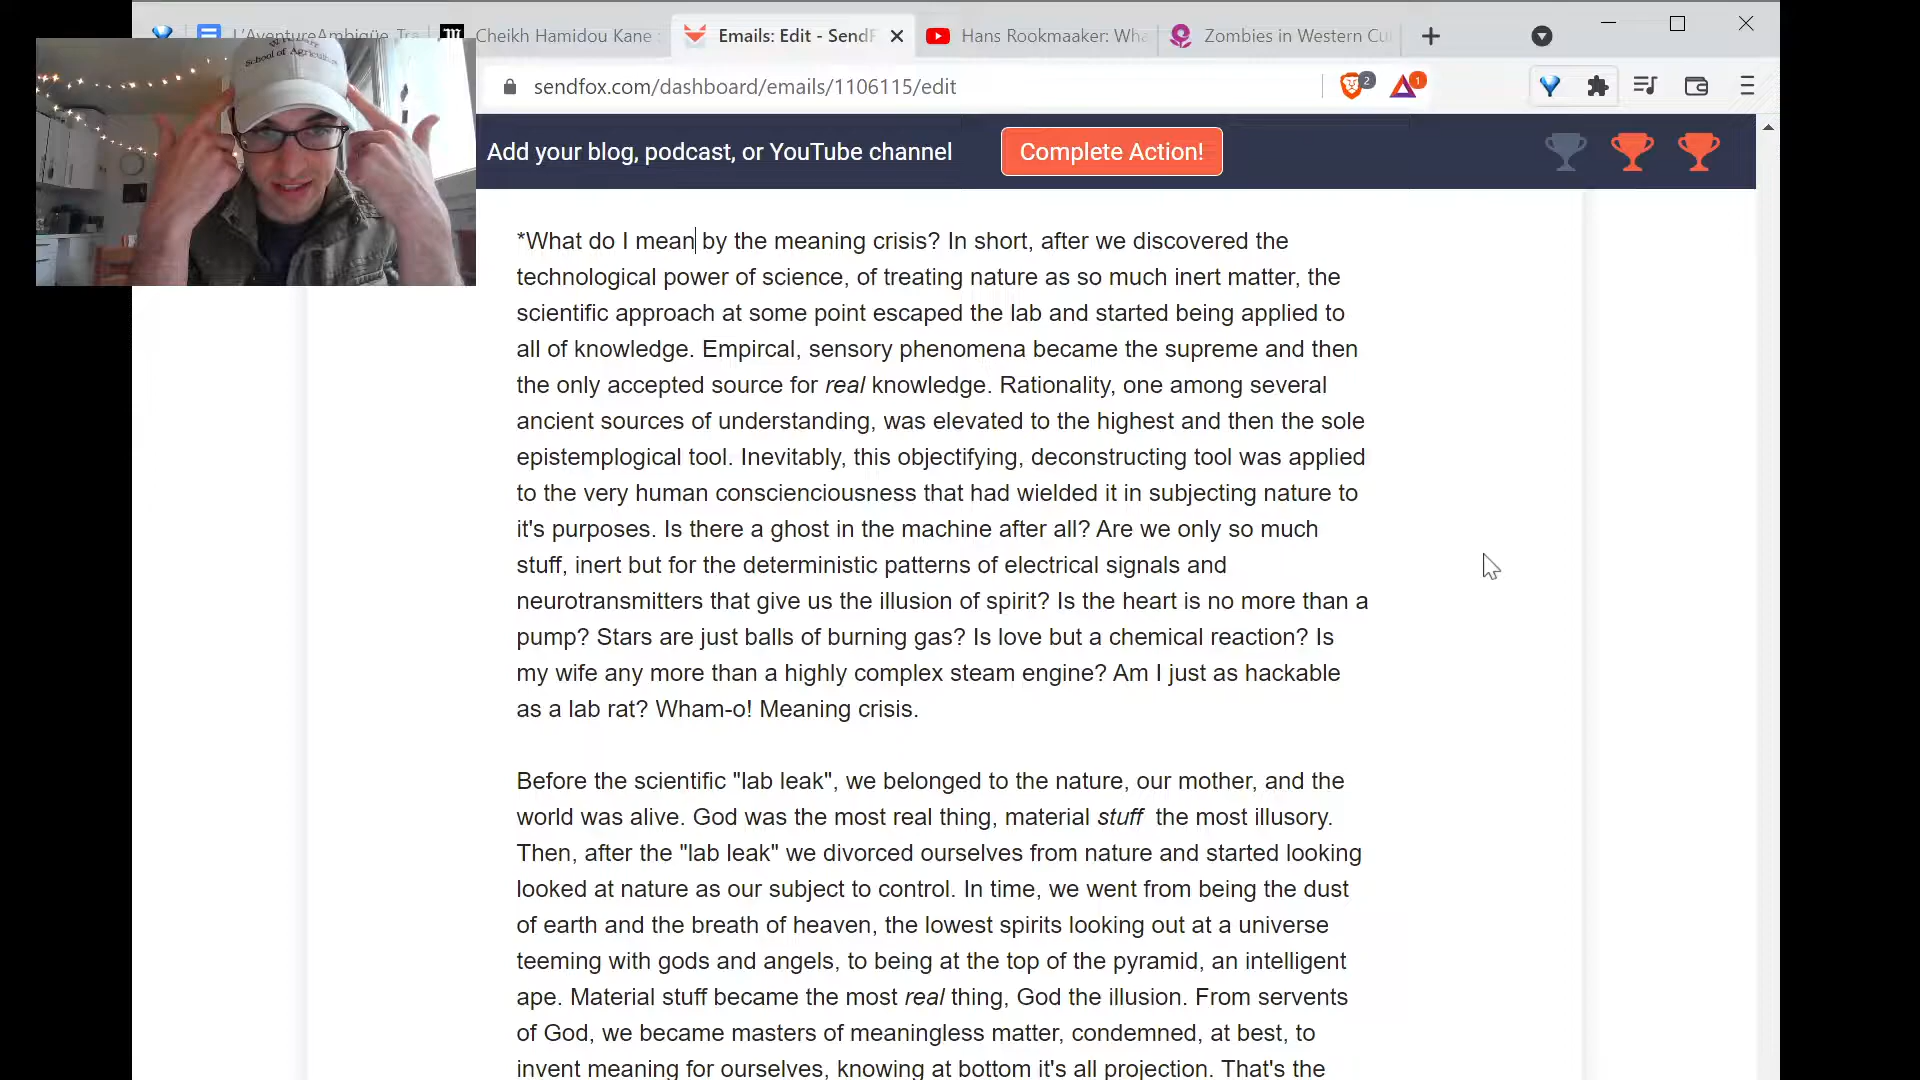 L'AventureAmbigüe Tra
Cheikh Hamidou Kane :
Emails: Edit - SendF
Hans Rookmaaker: Wha
Zombies in Western Cul
School of Agriculture
sendfox.com/dashboard/emails/1106115/edit
2
1
Add your blog, podcast, or YouTube channel
Complete Action!
*What do I mean by the meaning crisis? In short, after we discovered the
technological power of science, of treating nature as so much inert matter, the
scientific approach at some point escaped the lab and started being applied to
all of knowledge. Empircal, sensory phenomena became the supreme and then
the only accepted source for real knowledge. Rationality, one among several
ancient sources of understanding, was elevated to the highest and then the sole
epistemplogical tool. Inevitably, this objectifying, deconstructing tool was applied
to the very human conscienciousness that had wielded it in subjecting nature to
it's purposes. Is there a ghost in the machine after all? Are we only so much
stuff, inert but for the deterministic patterns of electrical signals and
neurotransmitters that give us the illusion of spirit? Is the heart is no more than a
pump? Stars are just balls of burning gas? Is love but a chemical reaction? Is
my wife any more than a highly complex steam engine? Am I just as hackable
as a lab rat? Wham-o! Meaning crisis.
Before the scientific "lab leak", we belonged to the nature, our mother, and the
world was alive. God was the most real thing, material stuff the most illusory.
Then, after the "lab leak" we divorced ourselves from nature and started looking
looked at nature as our subject to control. In time, we went from being the dust
of earth and the breath of heaven, the lowest spirits looking out at a universe
teeming with gods and angels, to being at the top of the pyramid, an intelligent
ape. Material stuff became the most real thing, God the illusion. From servents
of God, we became masters of meaningless matter, condemned, at best, to
invent meaning for ourselves, knowing at bottom it's all projection. That's the